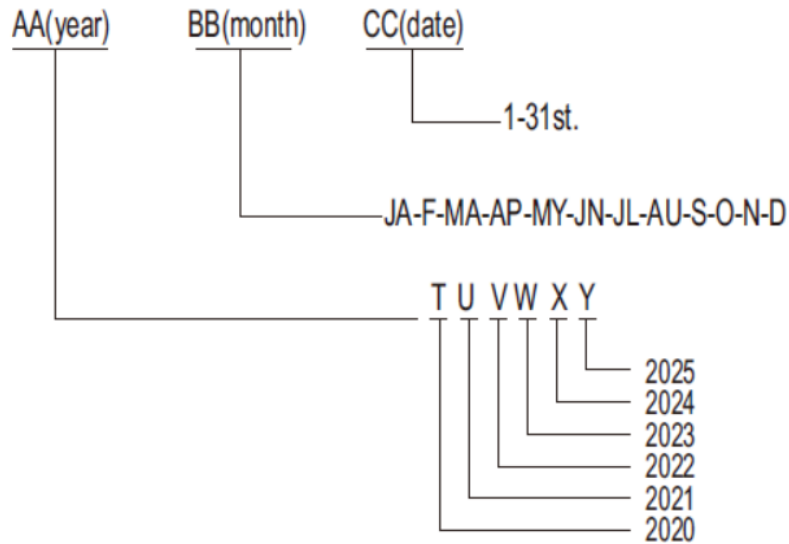 AA(year) BB(month) CC(date)
1-31st.
JA-F-MA-AP-MY-JN-JL-AU-S-O-N-D
T U V W X Y
2025
2024
2023
2022
2021
2020